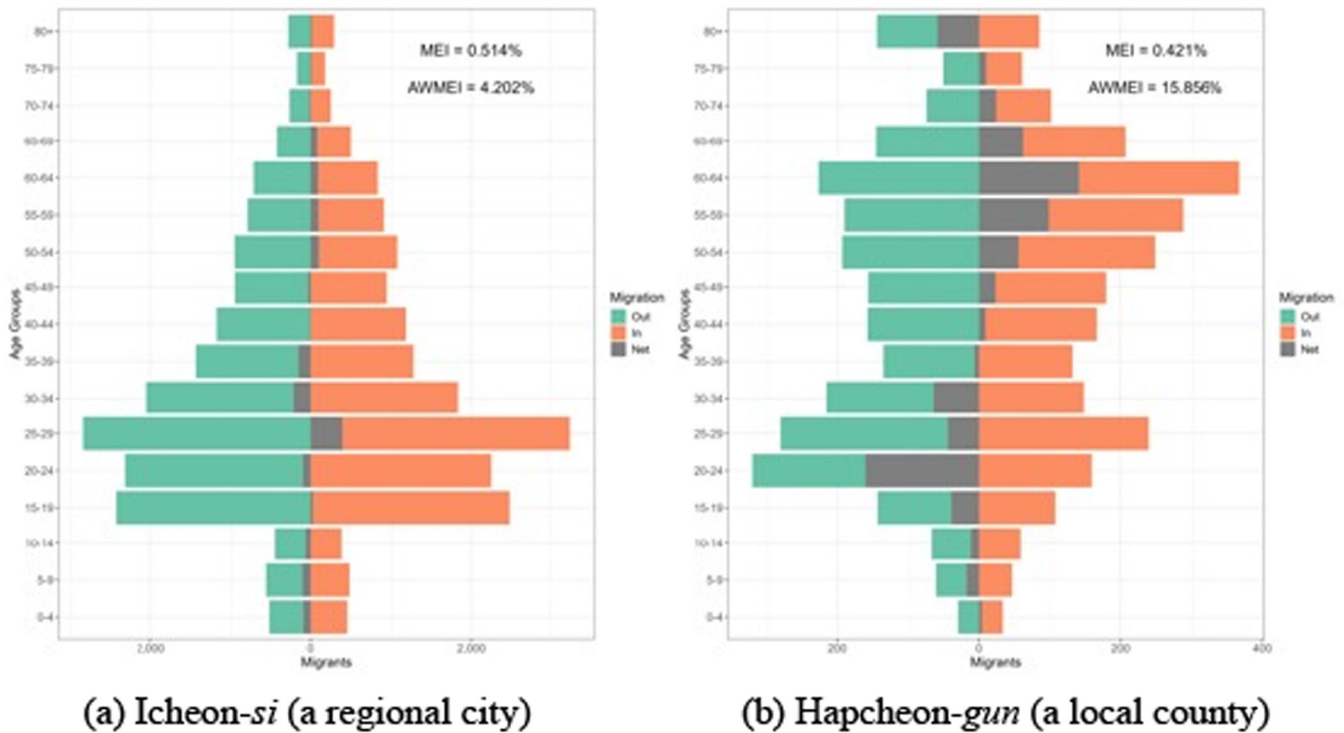 80+
75-79
70-74
60-64
55-59
50-54
45-49
40-44
35-39
30-34
25-29
20-24
15-19
10-14
5-9
0-4
Age Groups
MEI = 0.514%
AWMEI = 4.202%
2,000 0 2,000
Migrants
Migration
Out
In
Net
(a) Icheon-si (a regional city)
80+
75-79
70-74
60-64
55-59
50-54
45-49
40-44
35-39
30-34
25-29
20-24
15-19
10-14
5-9
0-4
Age Groups
MEI = 0.421%
AWMEI = 15.856%
200 0 200 400
Migrants
Migration
Out
In
Net
(b) Hapcheon-gun (a local county)